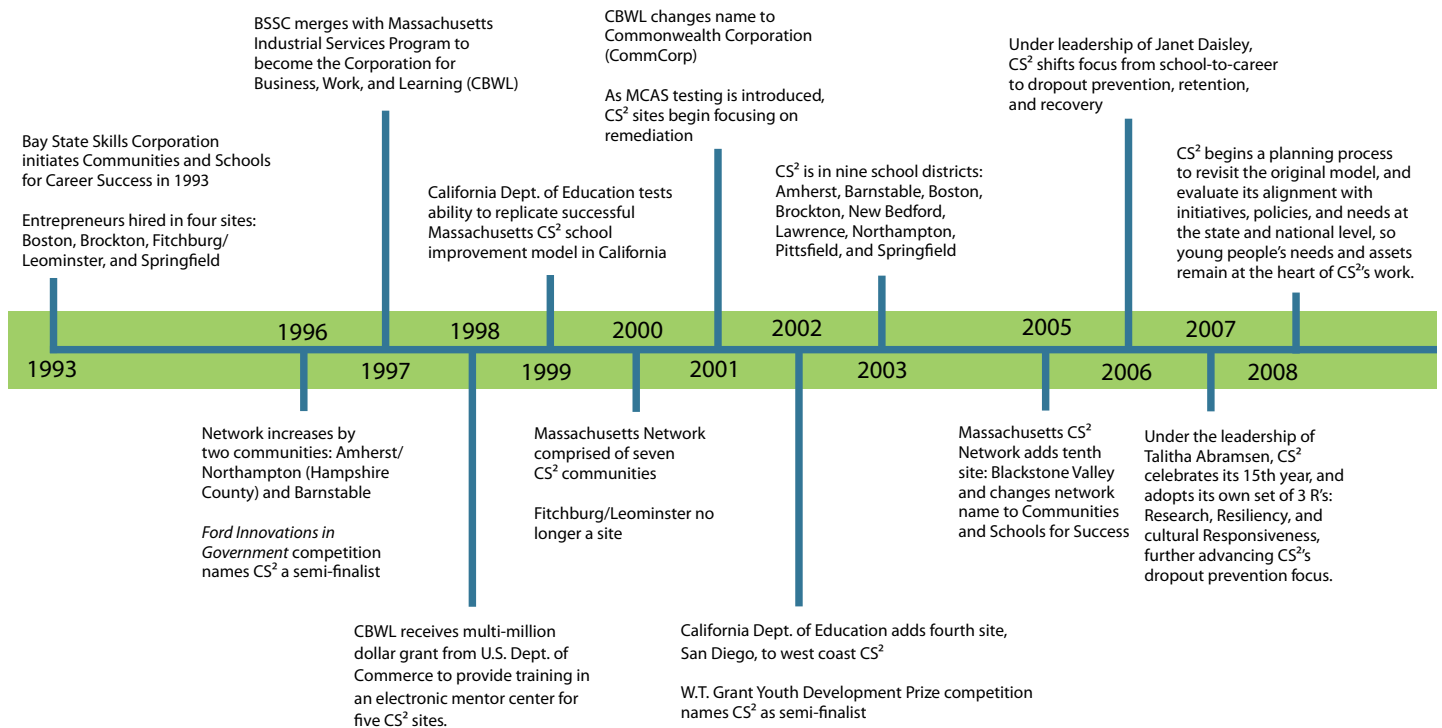 Bay State Skills Corporation
initiates Communities and Schools
for Career Success in 1993
Entrepreneurs hired in four sites:
Boston, Brockton, Fitchburg/
Leominster, and Springfield
BSSC merges with Massachusetts
Industrial Services Program to
become the Corporation for
Business, Work, and Learning (CBWL)
California Dept. of Education tests
ability to replicate successful
Massachusetts CS² school
improvement model in California
CBWL changes name to
Commonwealth Corporation
(CommCorp)
As MCAS testing is introduced,
CS² sites begin focusing on
remediation
CS² is in nine school districts:
Amherst, Barnstable, Boston,
Brockton, New Bedford,
Lawrence, Northampton,
Pittsfield, and Springfield
Under leadership of Janet Daisley,
CS² shifts focus from school-to-career
to dropout prevention, retention,
and recovery
CS² begins a planning process
to revisit the original model, and
evaluate its alignment with
initiatives, policies, and needs at
the state and national level, so
young people's needs and assets
remain at the heart of CS²'s work.
1996
1998
2000
2002
2005
2007
1993
1997
1999
2001
2003
2006
2008
Network increases by
two communities: Amherst/
Northampton (Hampshire
County) and Barnstable
Ford Innovations in
Government competition
names CS² a semi-finalist
CBWL receives multi-million
dollar grant from U.S. Dept. of
Commerce to provide training in
an electronic mentor center for
five CS² sites.
Massachusetts Network
comprised of seven
CS² communities
Fitchburg/Leominster no
longer a site
California Dept. of Education adds fourth site,
San Diego, to west coast CS²
W.T. Grant Youth Development Prize competition
names CS² as semi-finalist
Massachusetts CS²
Network adds tenth
site: Blackstone Valley
and changes network
name to Communities
and Schools for Success
Under the leadership of
Talitha Abramsen, CS²
celebrates its 15th year, and
adopts its own set of 3 R's:
Research, Resiliency, and
cultural Responsiveness,
further advancing CS²'s
dropout prevention focus.